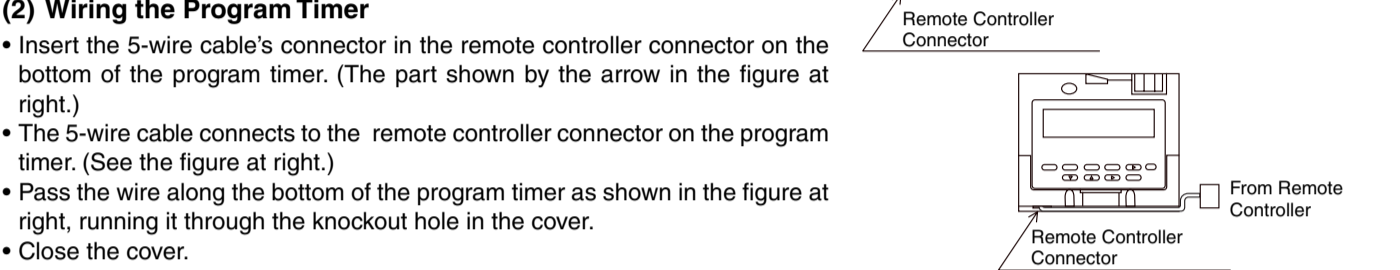 (2) Wiring the Program Timer
• Insert the 5-wire cable's connector in the remote controller connector on the
bottom of the program timer. (The part shown by the arrow in the figure at
right.)
• The 5-wire cable connects to the remote controller connector on the program
timer. (See the figure at right.)
• Pass the wire along the bottom of the program timer as shown in the figure at
right, running it through the knockout hole in the cover.
• Close the cover.
Remote Controller
Connector
From Remote
Controller
Remote Controller
Connector